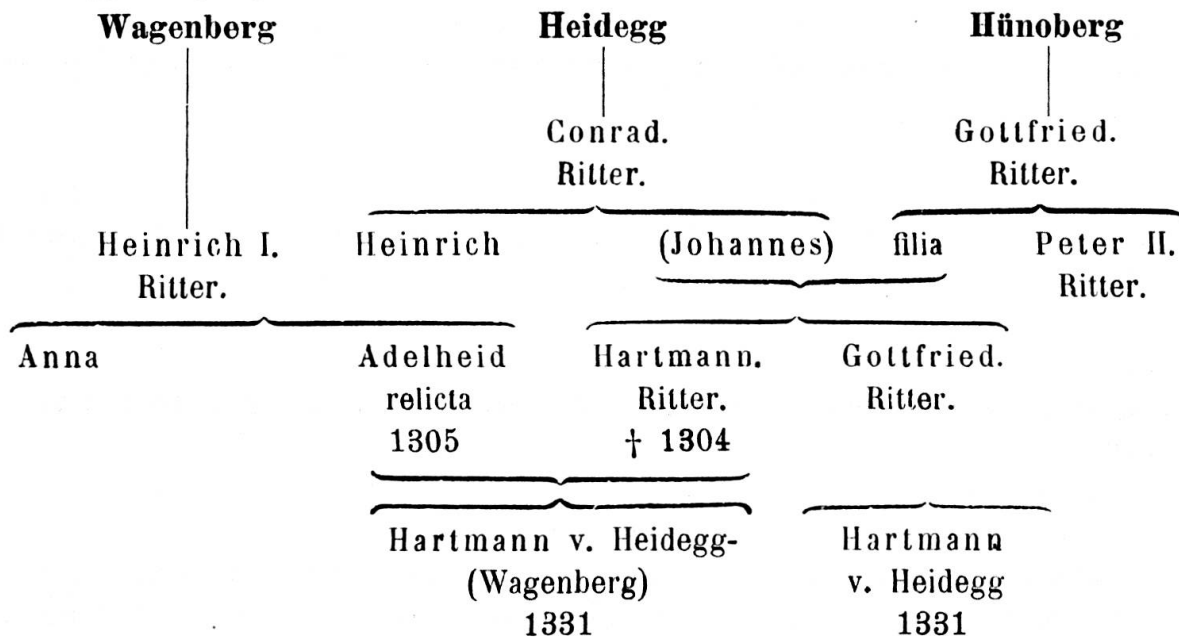 Wagenberg Heidegg Hünoberg
Conrad. Gottfried.
Ritter. Ritter.
Heinrich I. Heinrich (Johannes) filia Peter II.
Ritter. Ritter.
Anna Adelheid Hartmann. Gottfried.
relicta Ritter. Ritter.
1305 † 1304
Hartmann v. Heidegg- Hartmann
(Wagenberg) v. Heidegg
1331 1331